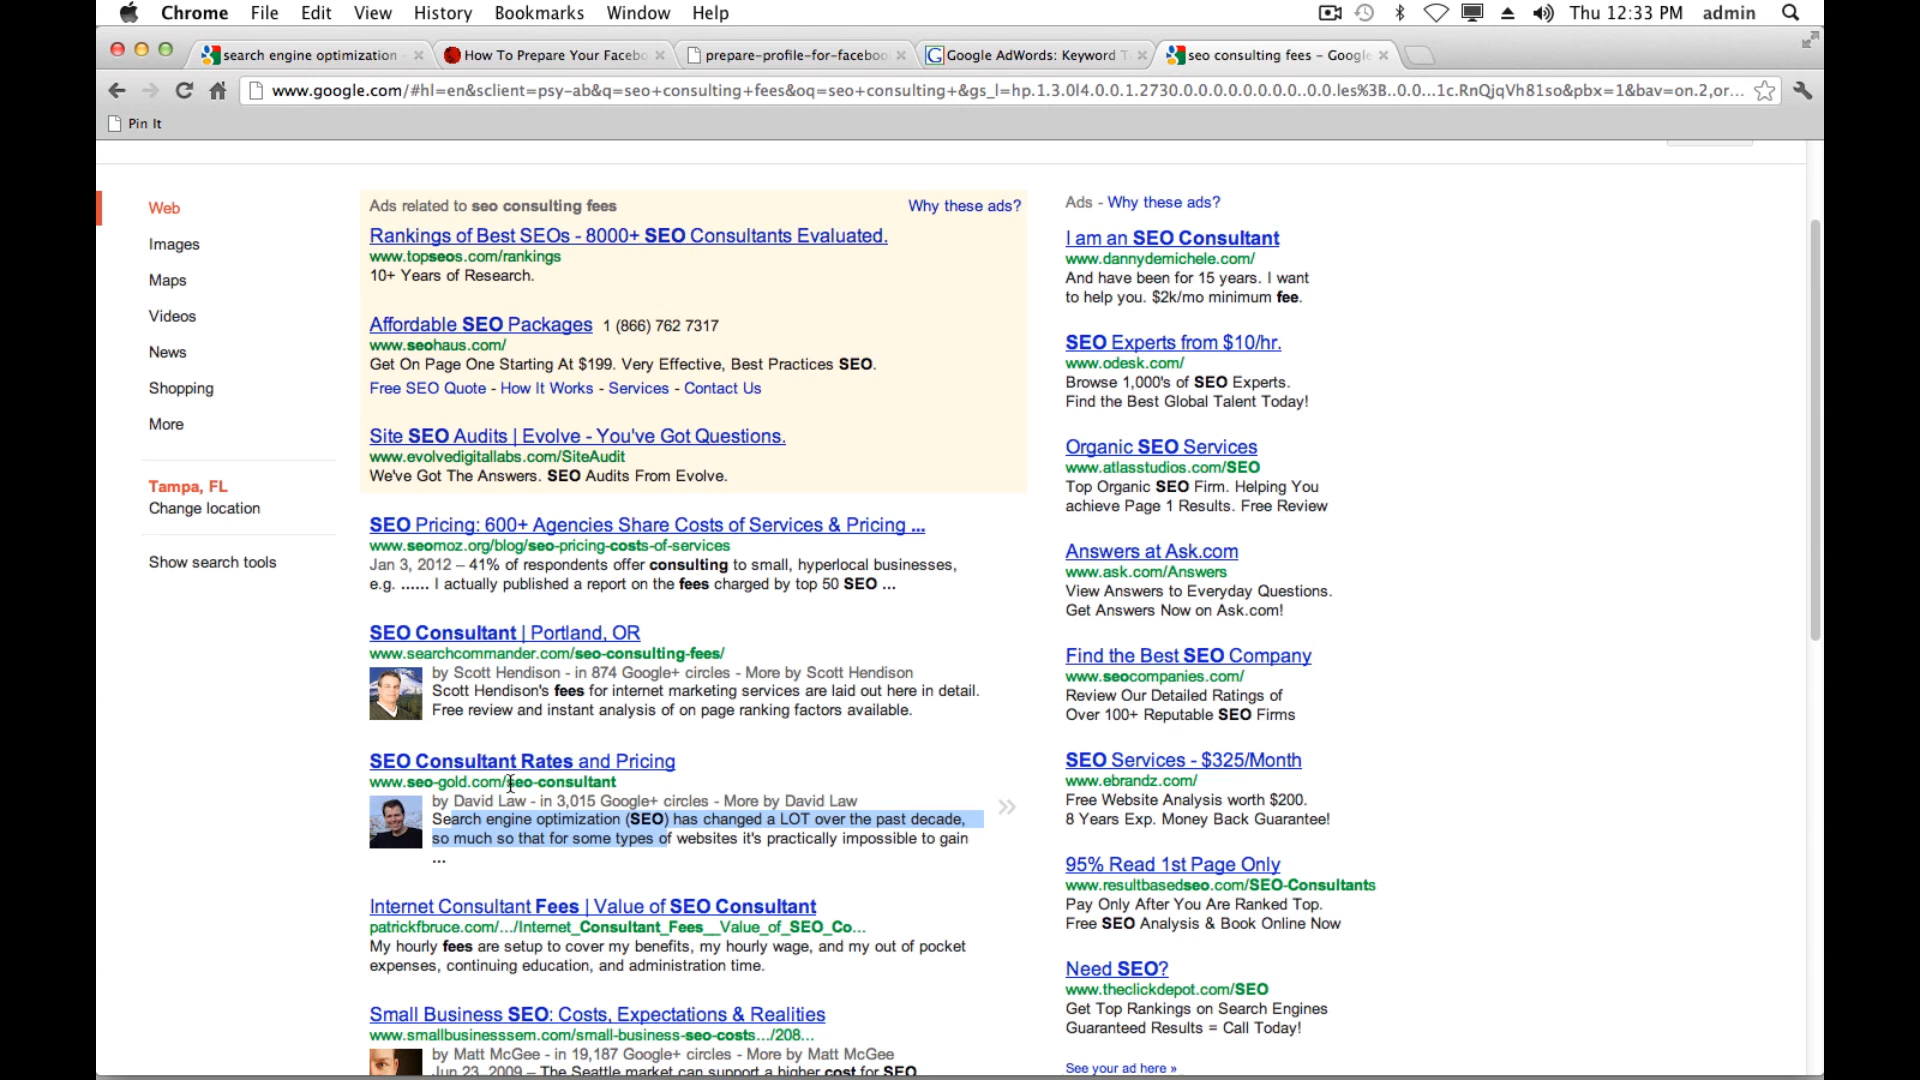 Chrome File Edit View History Bookmarks Window Help Thu 12:33 PM admin
search engine optimization - How To Prepare Your Facebo prepare-profile-for-faceboo Google AdWords: Keyword T seo consulting fees - Google
www.google.com/#hl=en&sclient=psy-ab&q=seo+consulting+fees&oq=seo+consulting+&gs_l=hp.1.3.0l4.0.0.1.2730.0.0.0.0.0.0.0.0..0.0.les%3B..0.0...1c.RnQjqVh81so&pbx=1&bav=on.2,or...
Pin It
Web
Images
Maps
Videos
News
Shopping
More
Tampa, FL
Change location
Show search tools
Ads related to seo consulting fees Why these ads?
Rankings of Best SEOs - 8000+ SEO Consultants Evaluated.
www.topseos.com/rankings
10+ Years of Research.
Affordable SEO Packages 1 (866) 762 7317
www.seohaus.com/
Get On Page One Starting At $199. Very Effective, Best Practices SEO.
Free SEO Quote - How It Works - Services - Contact Us
Site SEO Audits | Evolve - You've Got Questions.
www.evolvedigitallabs.com/SiteAudit
We've Got The Answers. SEO Audits From Evolve.
SEO Pricing: 600+ Agencies Share Costs of Services & Pricing ...
www.seomoz.org/blog/seo-pricing-costs-of-services
Jan 3, 2012 – 41% of respondents offer consulting to small, hyperlocal businesses,
e.g. ...... I actually published a report on the fees charged by top 50 SEO ...
SEO Consultant | Portland, OR
www.searchcommander.com/seo-consulting-fees/
by Scott Hendison - in 874 Google+ circles - More by Scott Hendison
Scott Hendison's fees for internet marketing services are laid out here in detail.
Free review and instant analysis of on page ranking factors available.
SEO Consultant Rates and Pricing
www.seo-gold.com/seo-consultant
by David Law - in 3,015 Google+ circles - More by David Law
Search engine optimization (SEO) has changed a LOT over the past decade,
so much so that for some types of websites it's practically impossible to gain
...
Internet Consultant Fees | Value of SEO Consultant
patrickfbruce.com/.../Internet_Consultant_Fees__Value_of_SEO_Co...
My hourly fees are setup to cover my benefits, my hourly wage, and my out of pocket
expenses, continuing education, and administration time.
Small Business SEO: Costs, Expectations & Realities
www.smallbusinesssem.com/small-business-seo-costs.../208...
by Matt McGee - in 19,187 Google+ circles - More by Matt McGee
Jun 23, 2009 – The Seattle market can support a higher cost for SEO
Ads - Why these ads?
I am an SEO Consultant
www.dannydemichele.com/
And have been for 15 years. I want
to help you. $2k/mo minimum fee.
SEO Experts from $10/hr.
www.odesk.com/
Browse 1,000's of SEO Experts.
Find the Best Global Talent Today!
Organic SEO Services
www.atlasstudios.com/SEO
Top Organic SEO Firm. Helping You
achieve Page 1 Results. Free Review
Answers at Ask.com
www.ask.com/Answers
View Answers to Everyday Questions.
Get Answers Now on Ask.com!
Find the Best SEO Company
www.seocompanies.com/
Review Our Detailed Ratings of
Over 100+ Reputable SEO Firms
SEO Services - $325/Month
www.ebrandz.com/
Free Website Analysis worth $200.
8 Years Exp. Money Back Guarantee!
95% Read 1st Page Only
www.resultbasedseo.com/SEO-Consultants
Pay Only After You Are Ranked Top.
Free SEO Analysis & Book Online Now
Need SEO?
www.theclickdepot.com/SEO
Get Top Rankings on Search Engines
Guaranteed Results = Call Today!
See your ad here »